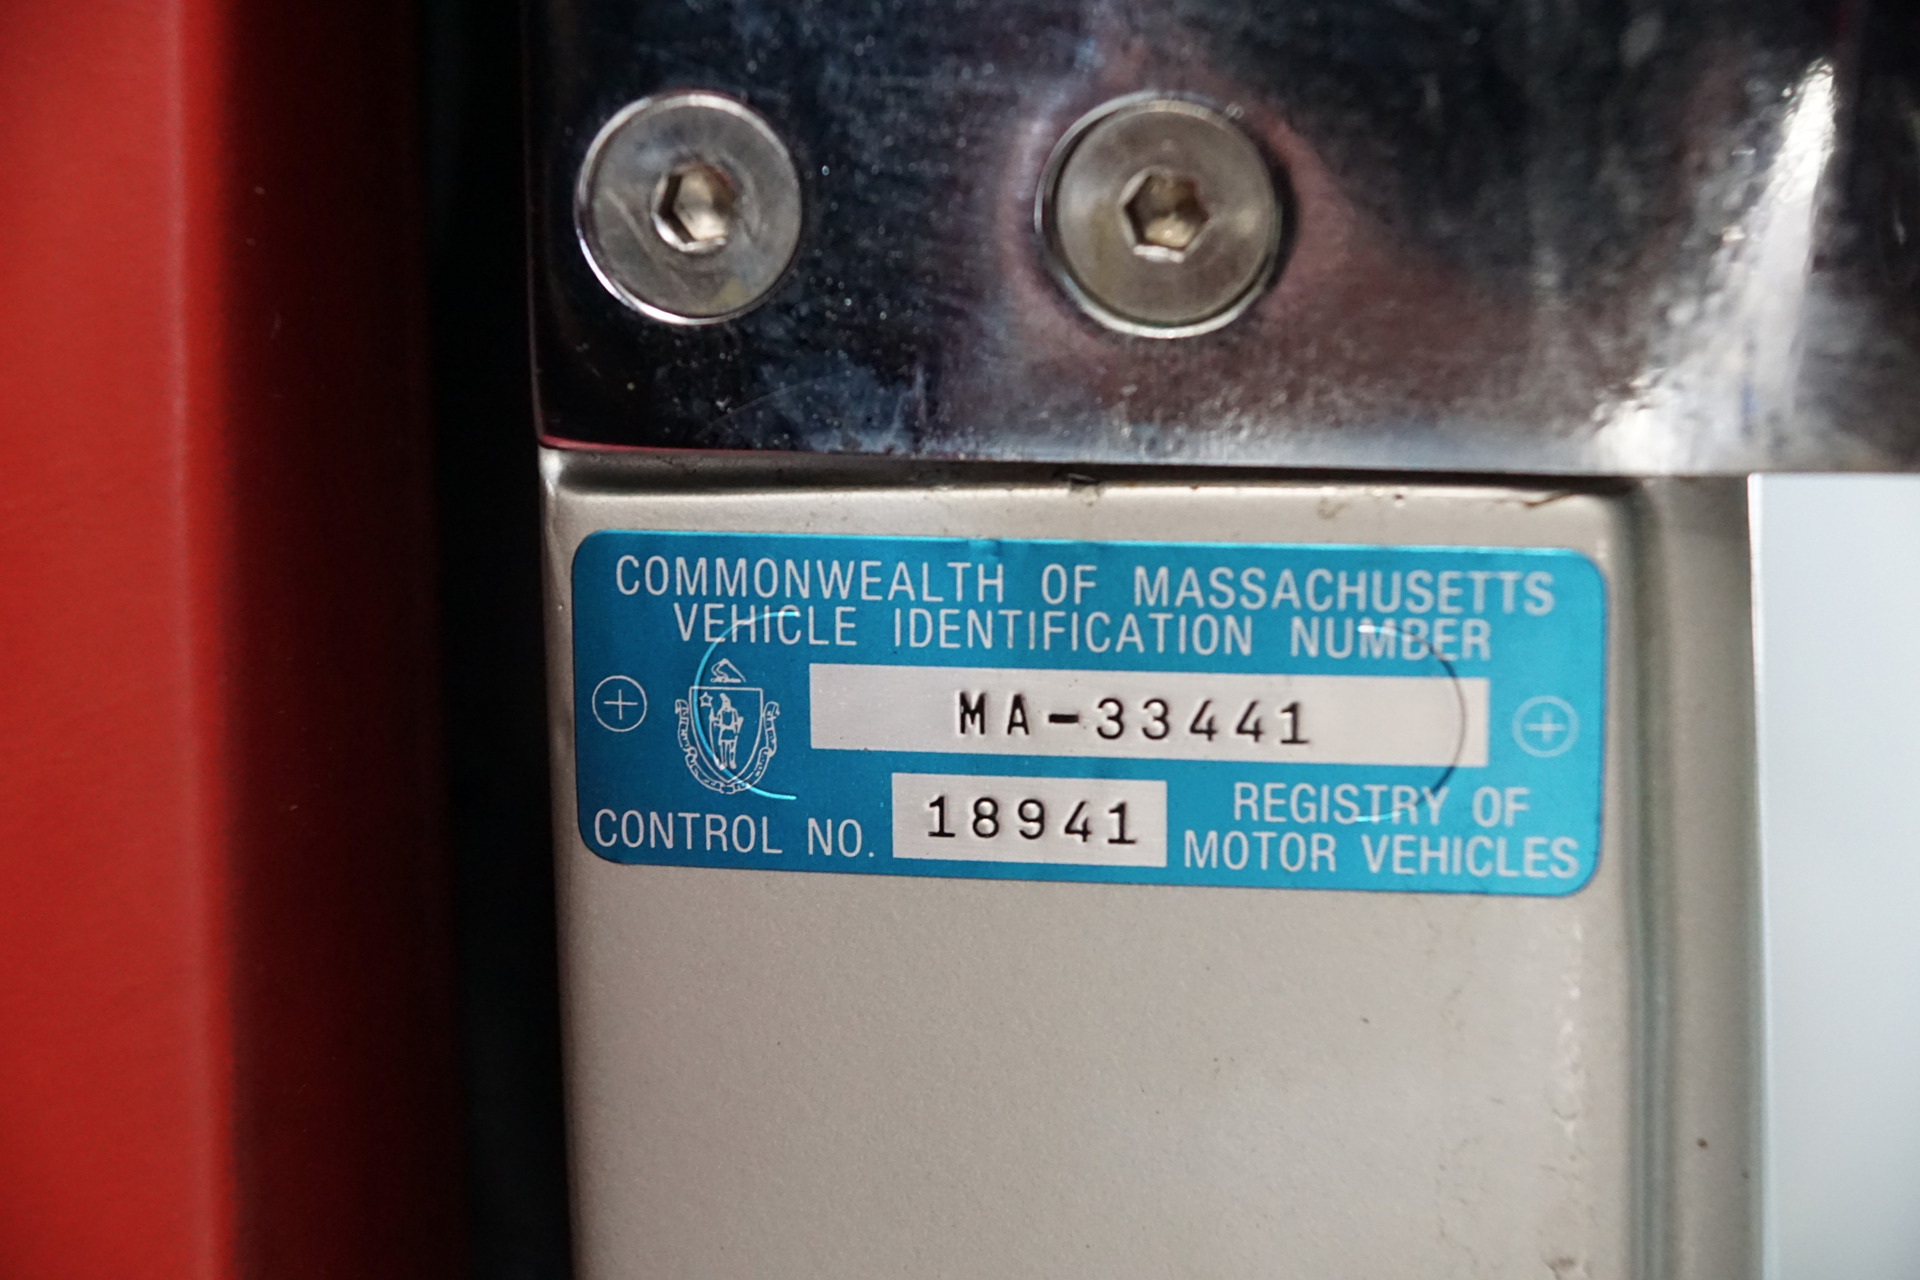 COMMONWEALTH OF MASSACHUSETTS
VEHICLE IDENTIFICATION NUMBER
MA-33441
CONTROL NO. 18941
REGISTRY OF
MOTOR VEHICLES